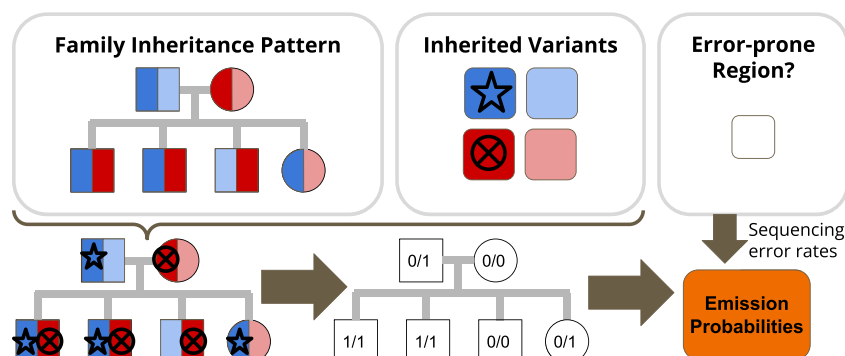 Family Inheritance Pattern
Inherited Variants
Error-prone
Region?
Sequencing
error rates
0/1
0/0
Emission
Probabilities
1/1
1/1
0/0
0/1